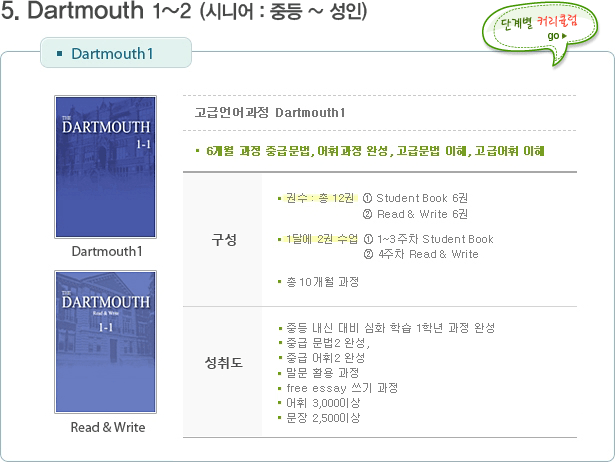 5. Dartmouth 1~2 (시니어 : 중등 ~ 성인)
단계별 커리큘럼
go
Dartmouth1
THE
DARTMOUTH
1-1
Dartmouth1
THE
DARTMOUTH
Read & Write
1-1
Read & Write
고급언어과정 Dartmouth1
6개월 과정 중급문법, 어휘과정 완성, 고급문법 이해, 고급어휘 이해
구성
권수 : 총 12권 ① Student Book 6권
② Read & Write 6권
1달에 2권 수업 ① 1~3주차 Student Book
② 4주차 Read & Write
총 10개월 과정
성취도
중등 내신 대비 심화 학습 1학년 과정 완성
중급 문법2 완성,
중급 어휘2 완성
말문 활용 과정
free essay 쓰기 과정
어휘 3,000이상
문장 2,500이상